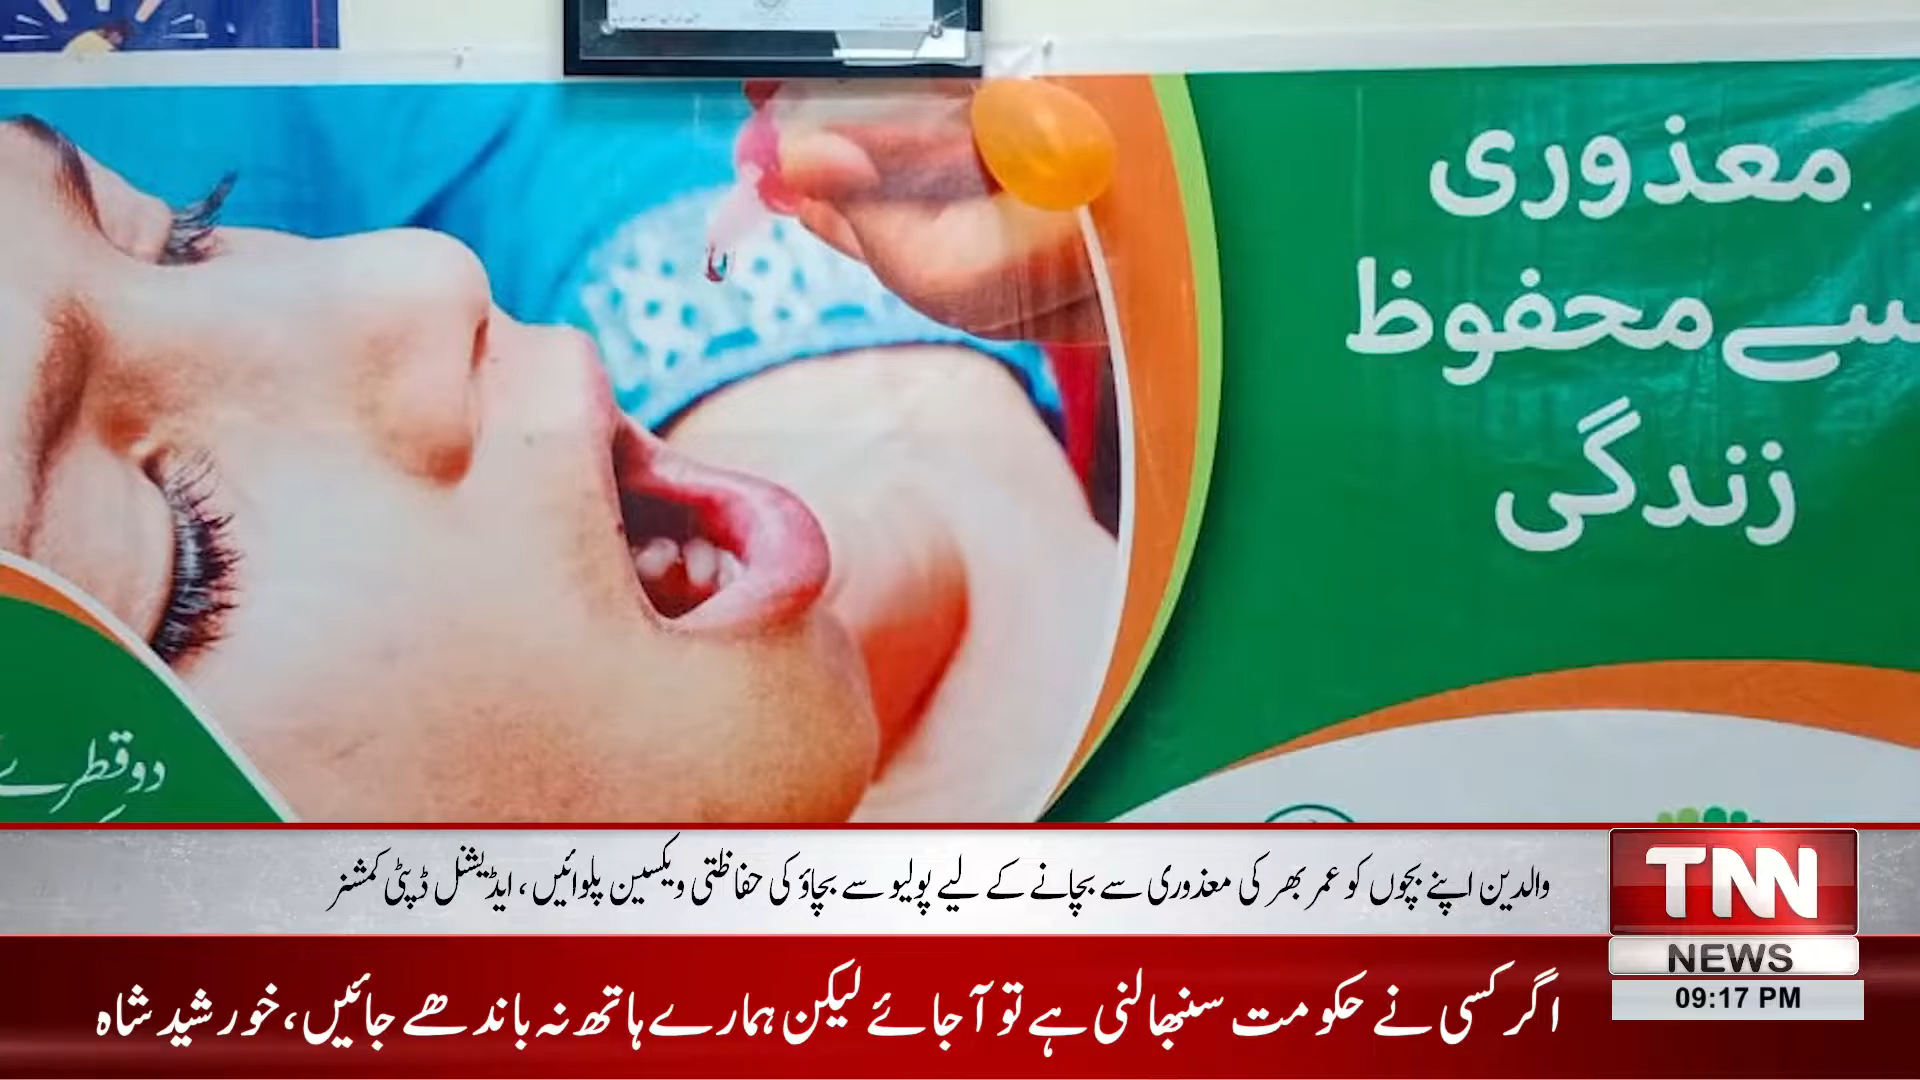 معذوری
سے محفوظ
زندگی
دو قطرے
والدین اپنے بچوں کو عمر بھر کی معذوری سے بچانے کے لیے پولیو سے بچاؤ کی حفاظتی ویکسین پلوائیں، ایڈیشنل ڈپٹی کمشنر
TNN
NEWS
09:17 PM
اگر کسی نے حکومت سنبھالنی ہے تو آ جائے لیکن ہمارے ہاتھ نہ باندھے جائیں، خورشید شاہ